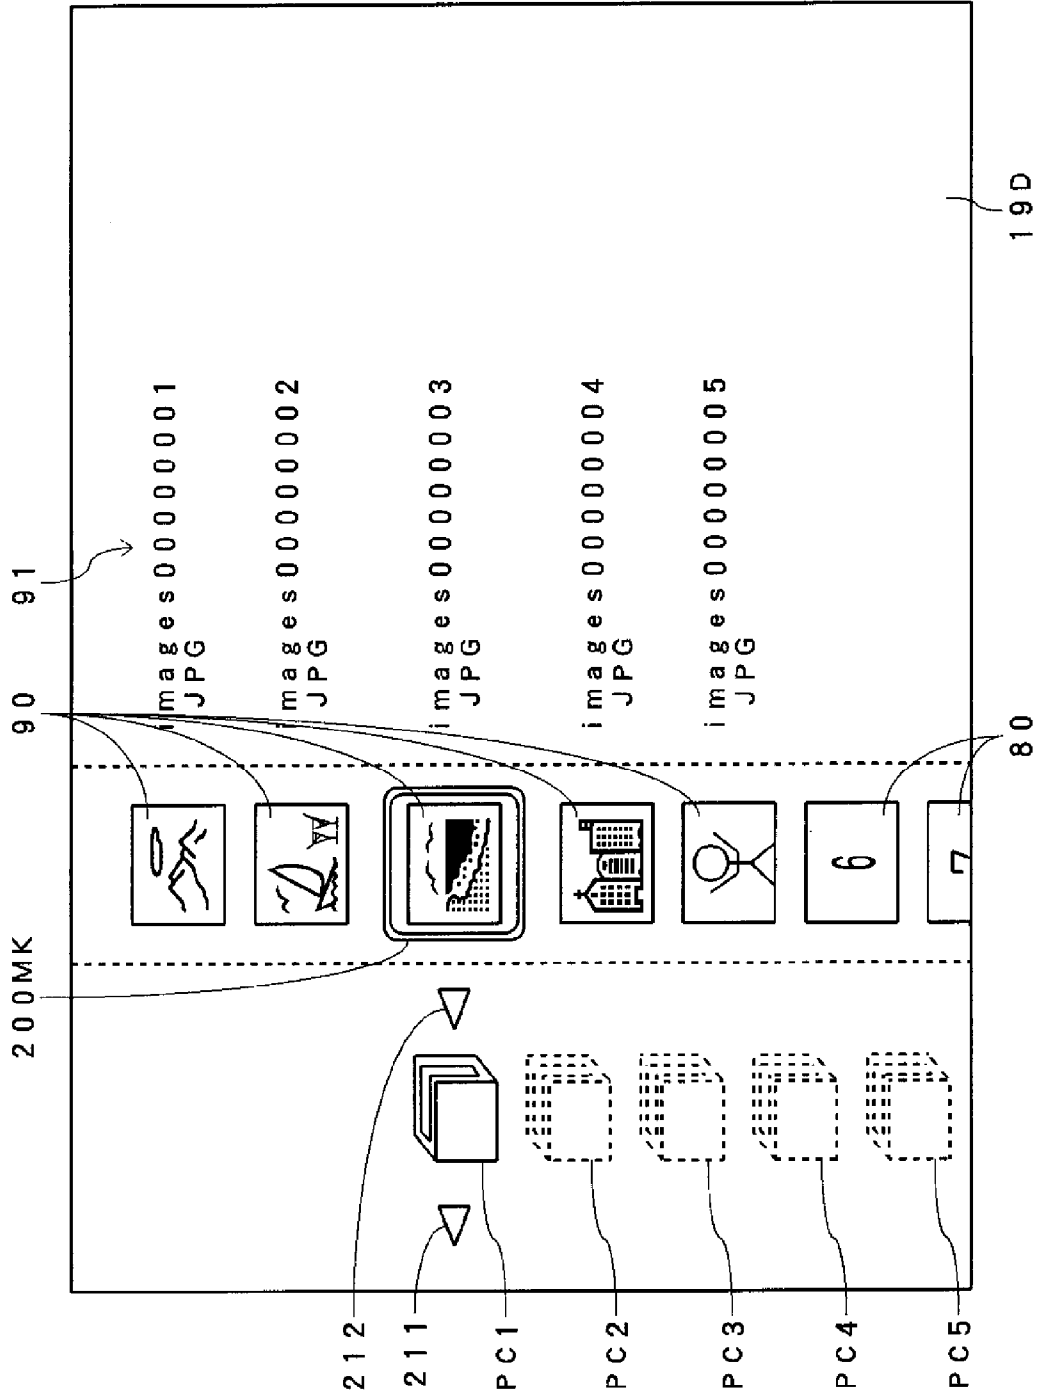 200MK
90
91
images00000001
JPG
images00000002
JPG
212
211
images00000003
JPG
PC1
PC2
images00000004
JPG
PC3
images00000005
JPG
PC4
6
PC5
7
80
19D